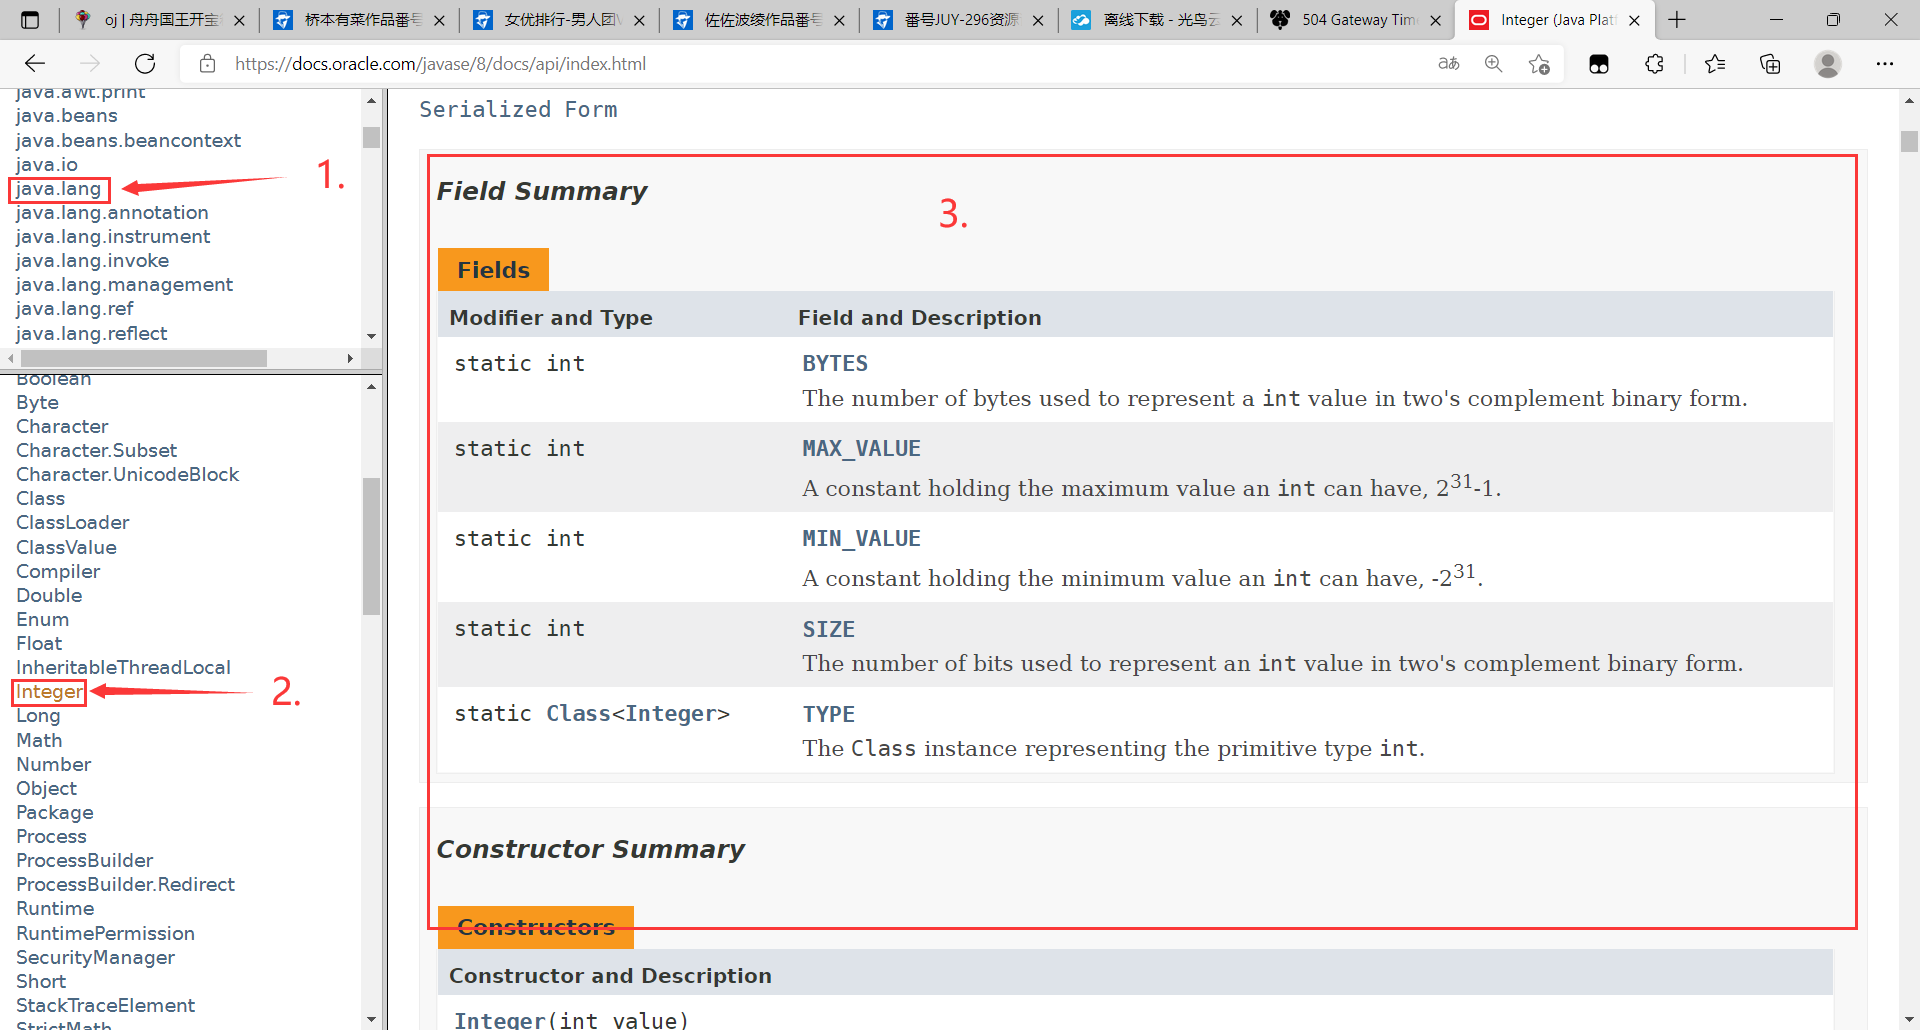 oj | 舟舟国王开宝
桥本有菜作品番号
女优排行-男人团\
佐佐波绫作品番号
番号JUY-296资源
离线下载 - 光鸟云
504 Gateway Tim
Integer (Java Platf
https://docs.oracle.com/javase/8/docs/api/index.html
java.awt.print
java.beans
java.beans.beancontext
java.io
java.lang
1.
java.lang.annotation
java.lang.instrument
java.lang.invoke
java.lang.management
java.lang.ref
java.lang.reflect
Boolean
Byte
Character
Character.Subset
Character.UnicodeBlock
Class
ClassLoader
ClassValue
Compiler
Double
Enum
Float
InheritableThreadLocal
Integer
2.
Long
Math
Number
Object
Package
Process
ProcessBuilder
ProcessBuilder.Redirect
Runtime
RuntimePermission
SecurityManager
Short
StackTraceElement
StrictMath
Serialized Form
Field Summary
3.
Fields
Modifier and Type Field and Description
static int BYTES
The number of bytes used to represent a int value in two's complement binary form.
static int MAX_VALUE
A constant holding the maximum value an int can have, 2^31-1.
static int MIN_VALUE
A constant holding the minimum value an int can have, -2^31.
static int SIZE
The number of bits used to represent an int value in two's complement binary form.
static Class<Integer> TYPE
The Class instance representing the primitive type int.
Constructor Summary
Constructors
Constructor and Description
Integer(int value)